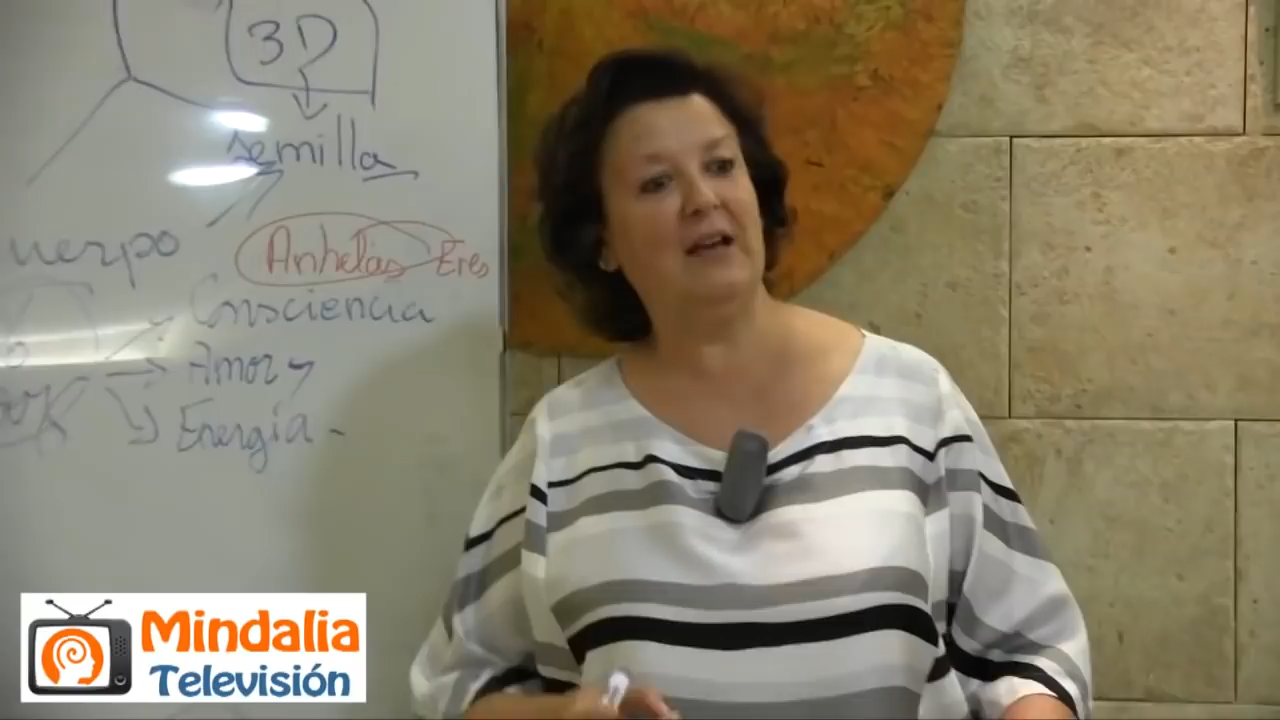 3D
semilla
uerpo
Anhelas Eres
Consciencia
Amor y
Energía
Mindalia
Televisión